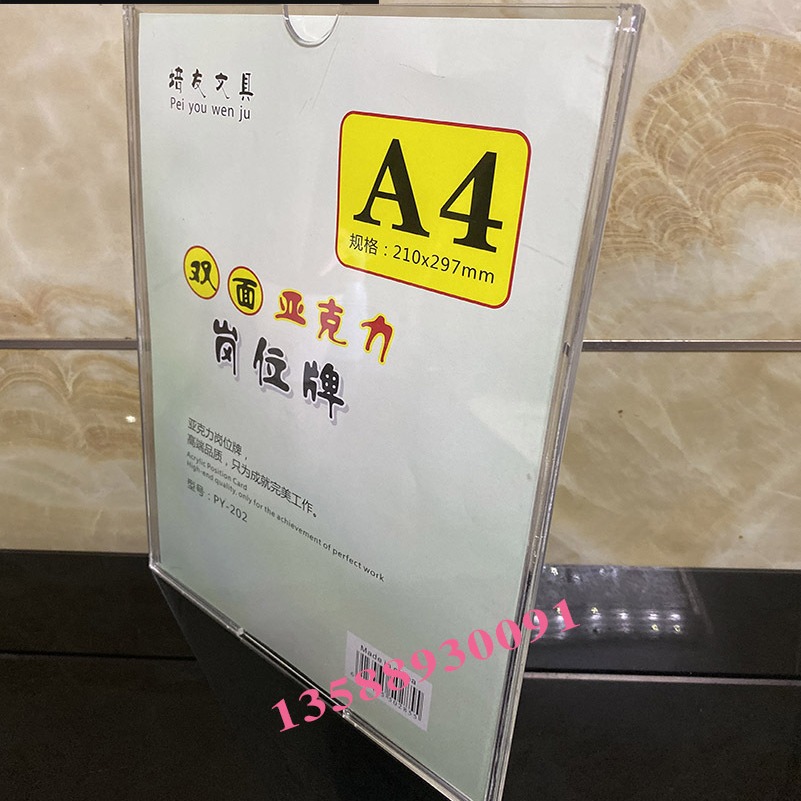 培友文具
Pei you wen ju
A4
规格：210x297mm
双面亚克力
岗位牌
亚克力岗位牌，
高端品质，只为成就完美工作。
Acrylic Position Card
High-end quality, only for the achievement of perfect work
型号：PY-202
13588930091